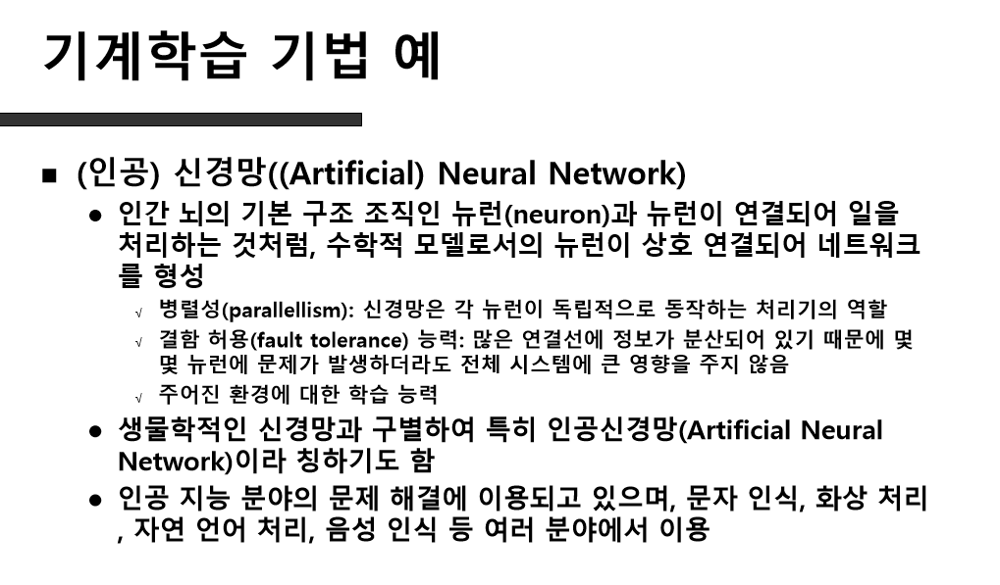 기계학습 기법 예
■ (인공) 신경망((Artificial) Neural Network)
● 인간 뇌의 기본 구조 조직인 뉴런(neuron)과 뉴런이 연결되어 일을
처리하는 것처럼, 수학적 모델로서의 뉴런이 상호 연결되어 네트워크
를 형성
√ 병렬성(parallellism): 신경망은 각 뉴런이 독립적으로 동작하는 처리기의 역할
√ 결함 허용(fault tolerance) 능력: 많은 연결선에 정보가 분산되어 있기 때문에 몇
몇 뉴런에 문제가 발생하더라도 전체 시스템에 큰 영향을 주지 않음
√ 주어진 환경에 대한 학습 능력
● 생물학적인 신경망과 구별하여 특히 인공신경망(Artificial Neural
Network)이라 칭하기도 함
● 인공 지능 분야의 문제 해결에 이용되고 있으며, 문자 인식, 화상 처리
, 자연 언어 처리, 음성 인식 등 여러 분야에서 이용